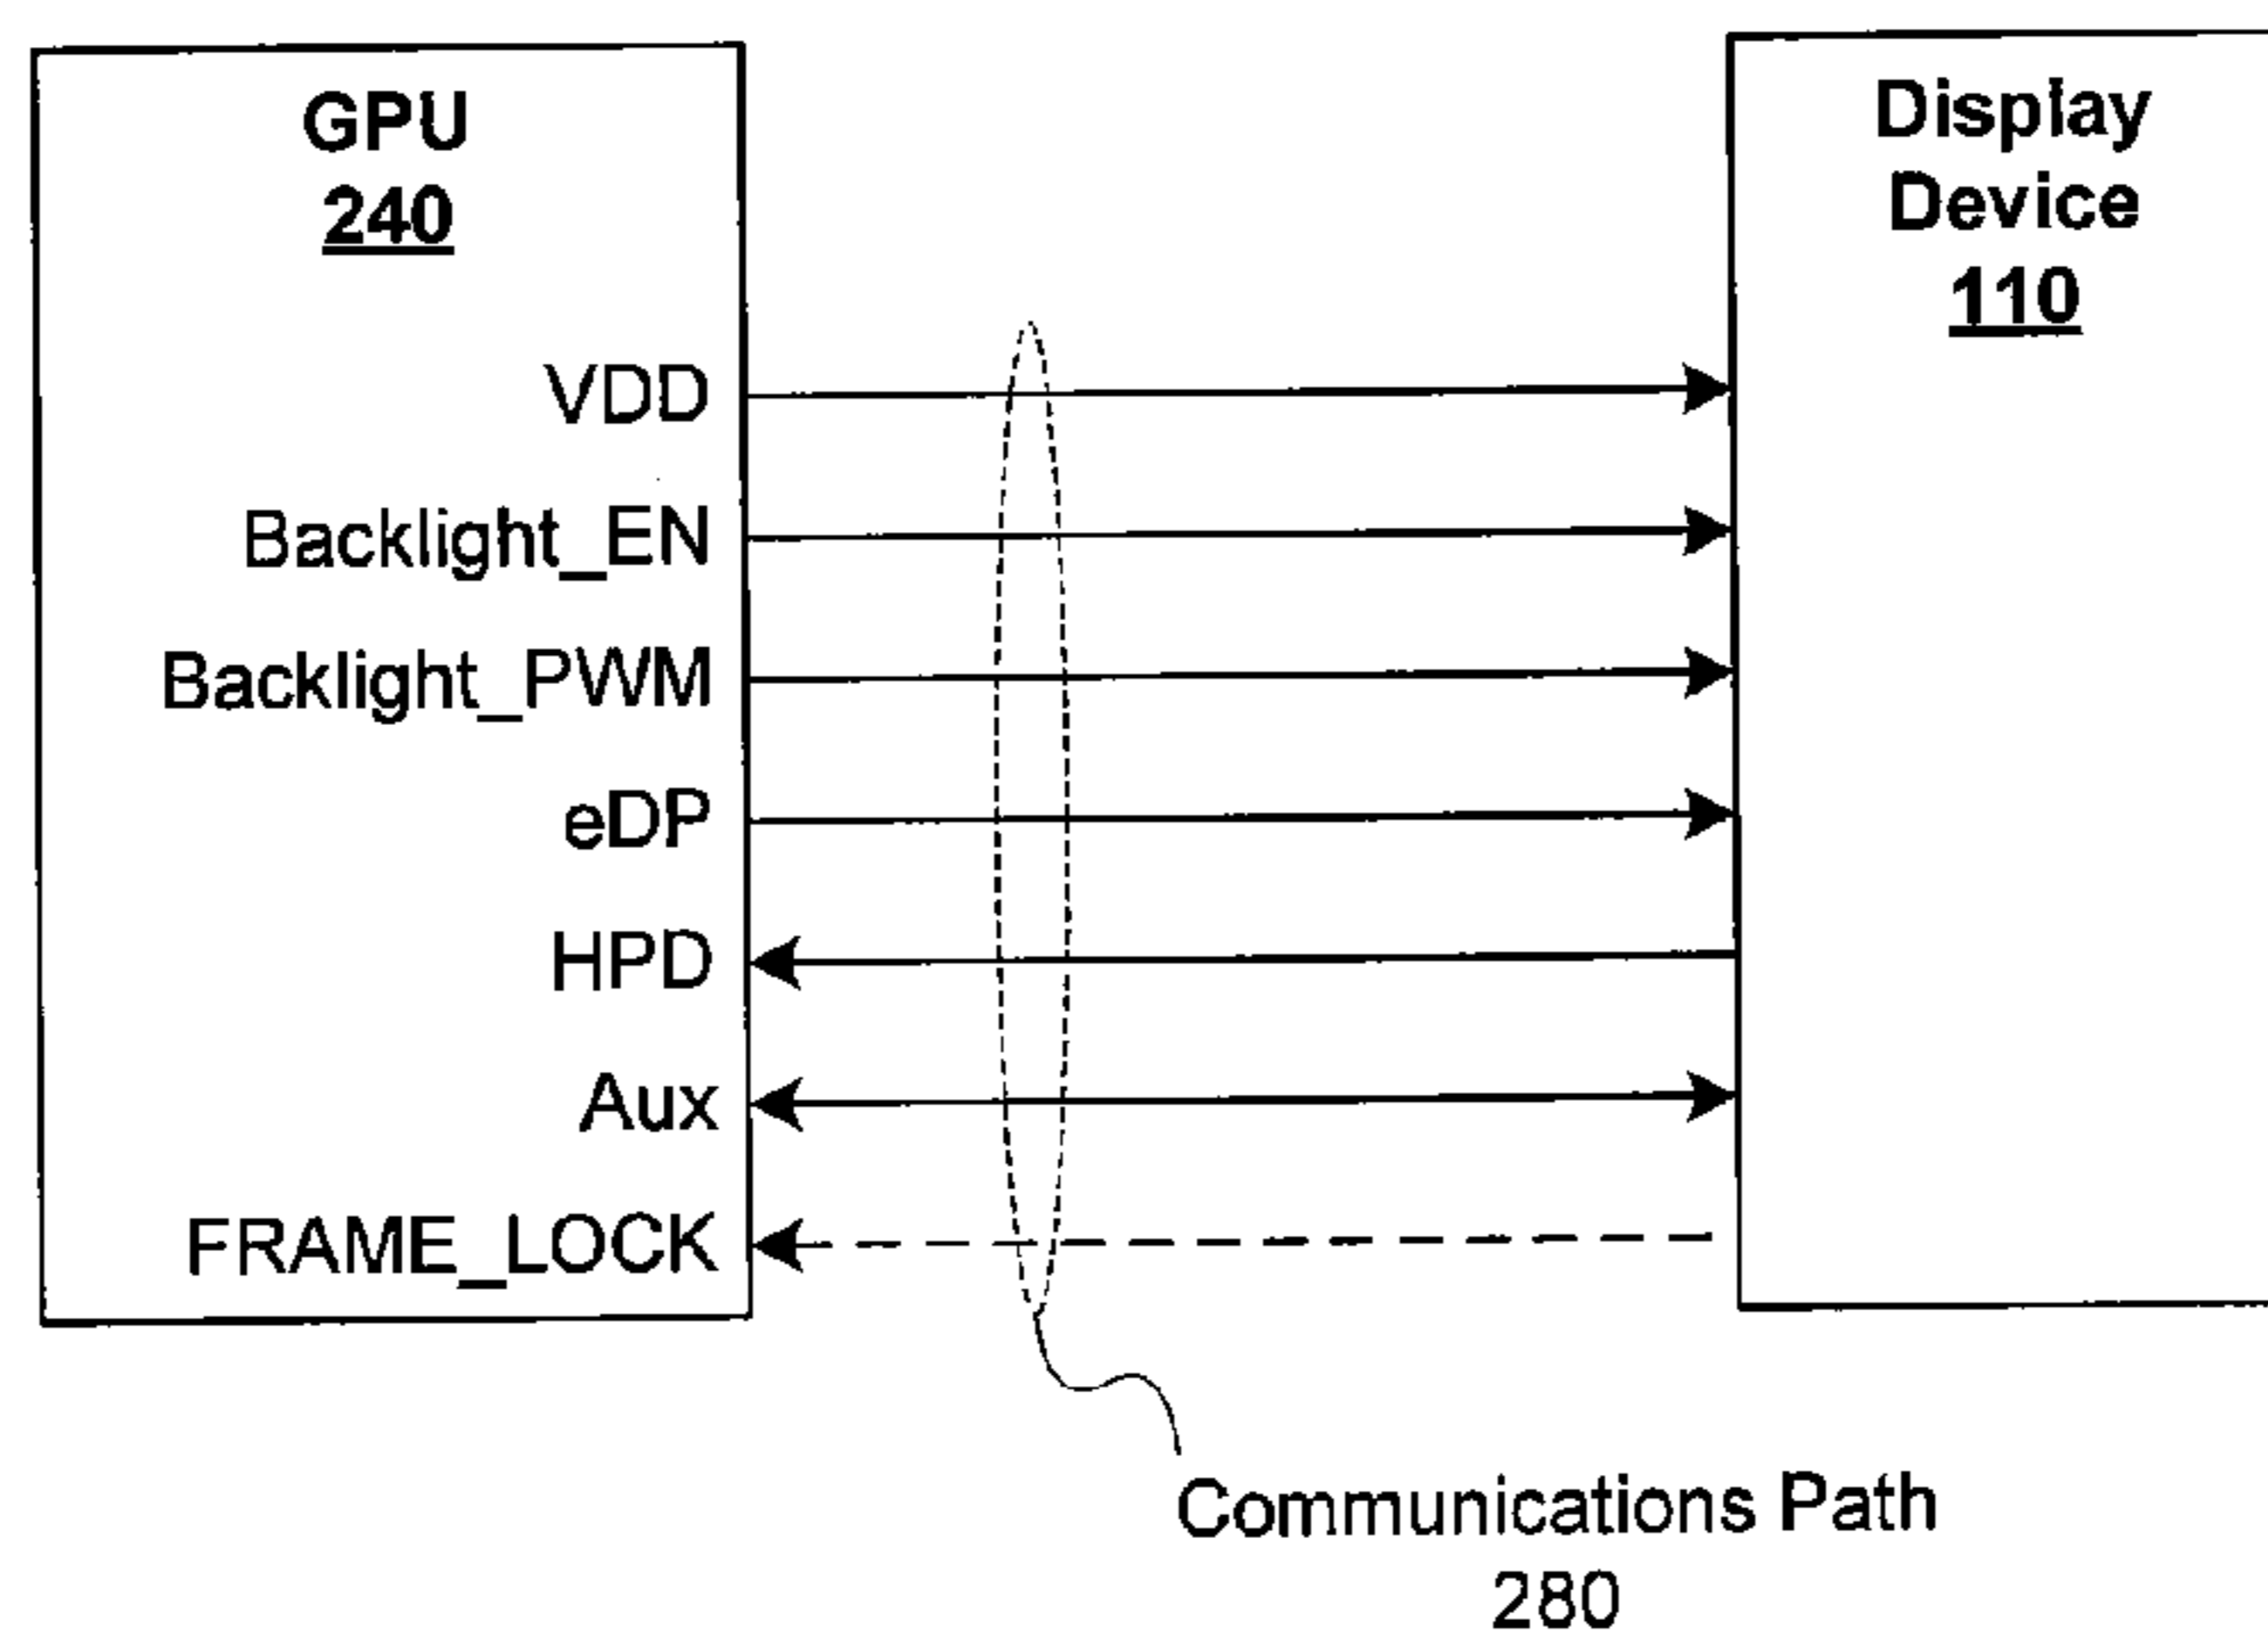 GPU
240
Display
Device
110
VDD
Backlight_EN
Backlight_PWM
eDP
HPD
Aux
FRAME_LOCK
Communications Path
280